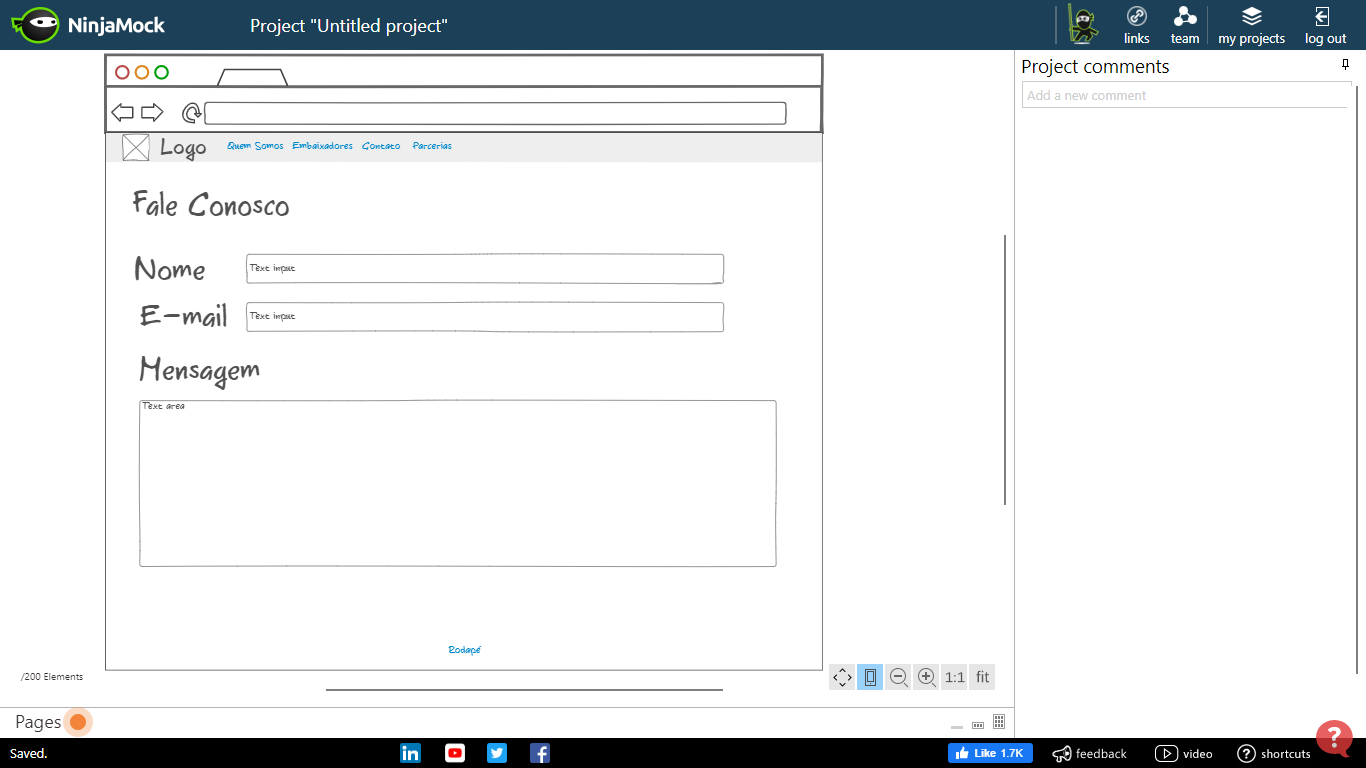 NinjaMock
Project "Untitled project"
links
team
my projects
log out
Project comments
Add a new comment
Logo
Quem Somos
Embaixadores
Contato
Parcerias
Fale Conosco
Nome
Text input
E-mail
Text input
Mensagem
Text area
Rodapé
/200 Elements
1:1
fit
Pages
Saved.
Like 1.7K
feedback
video
shortcuts